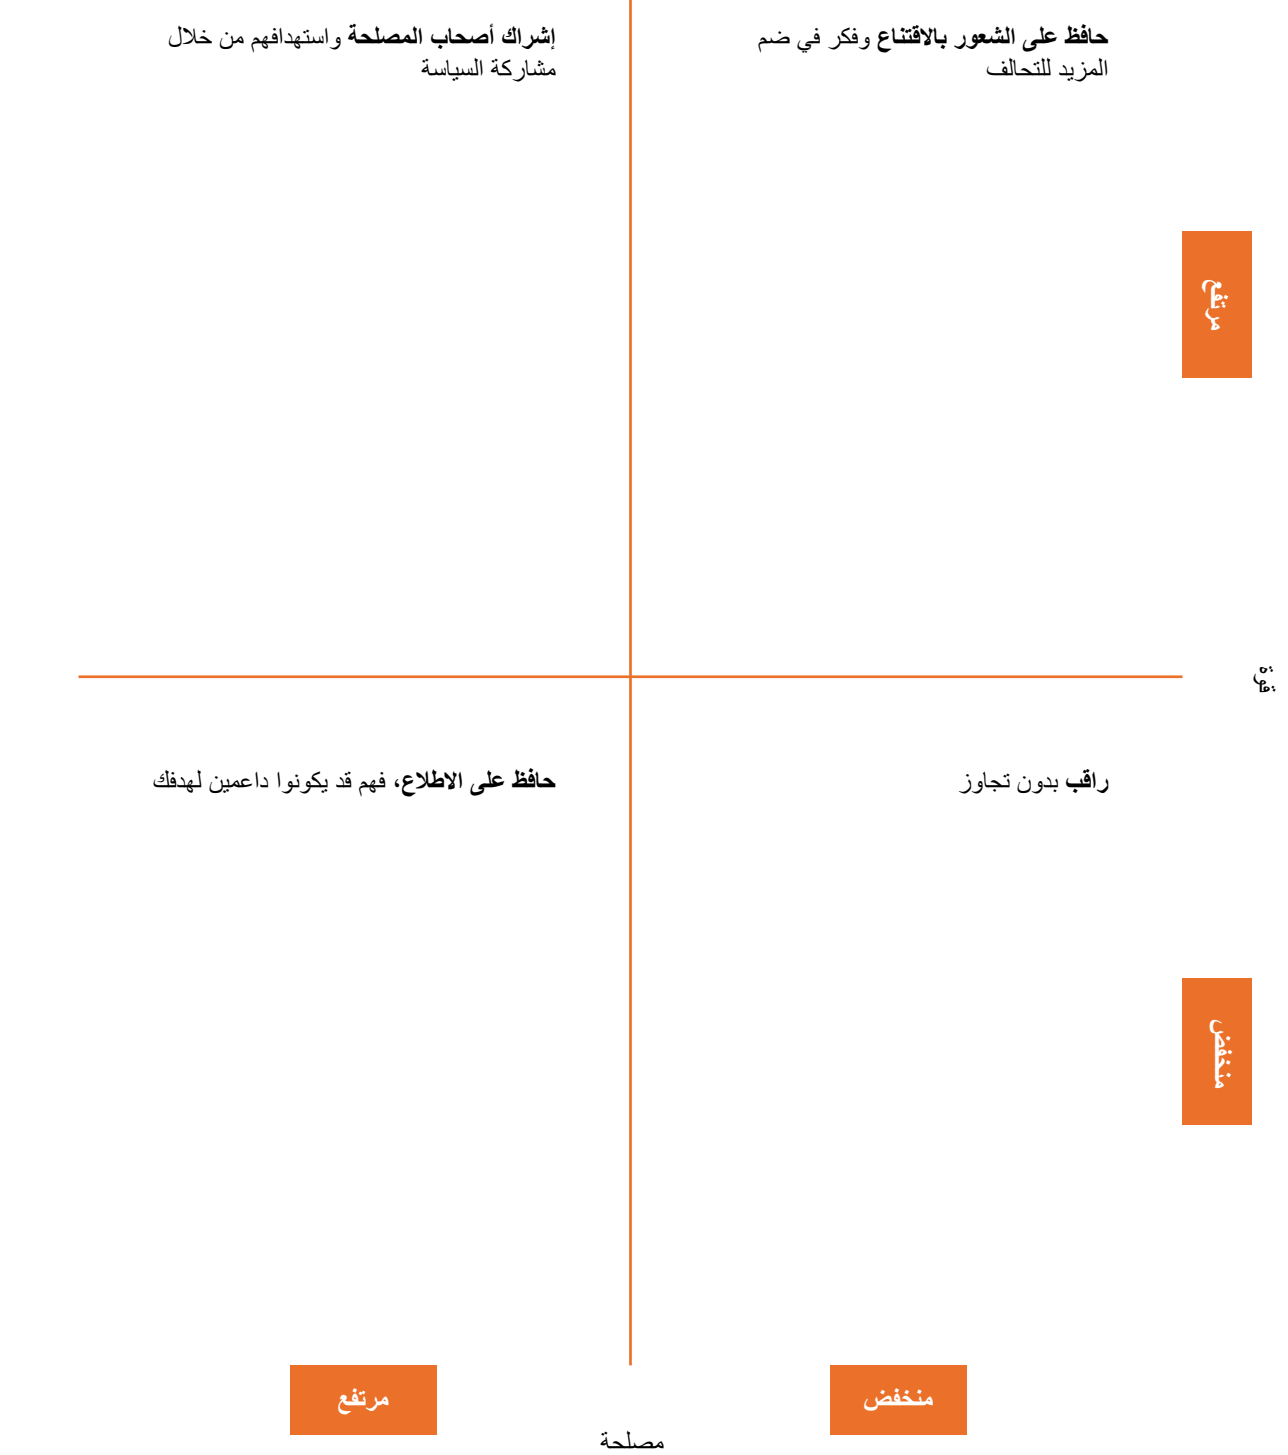 حافظ على الشعور بالاقتناع وفكر في ضم
المزيد للتحالف
إشراك أصحاب المصلحة واستهدافهم من خلال
مشاركة السياسة
مرتفع
قوة
راقب بدون تجاوز
حافظ على الاطلاع، فهم قد يكونوا داعمين لهدفك
منخفض
منخفض
مرتفع
مصلحة